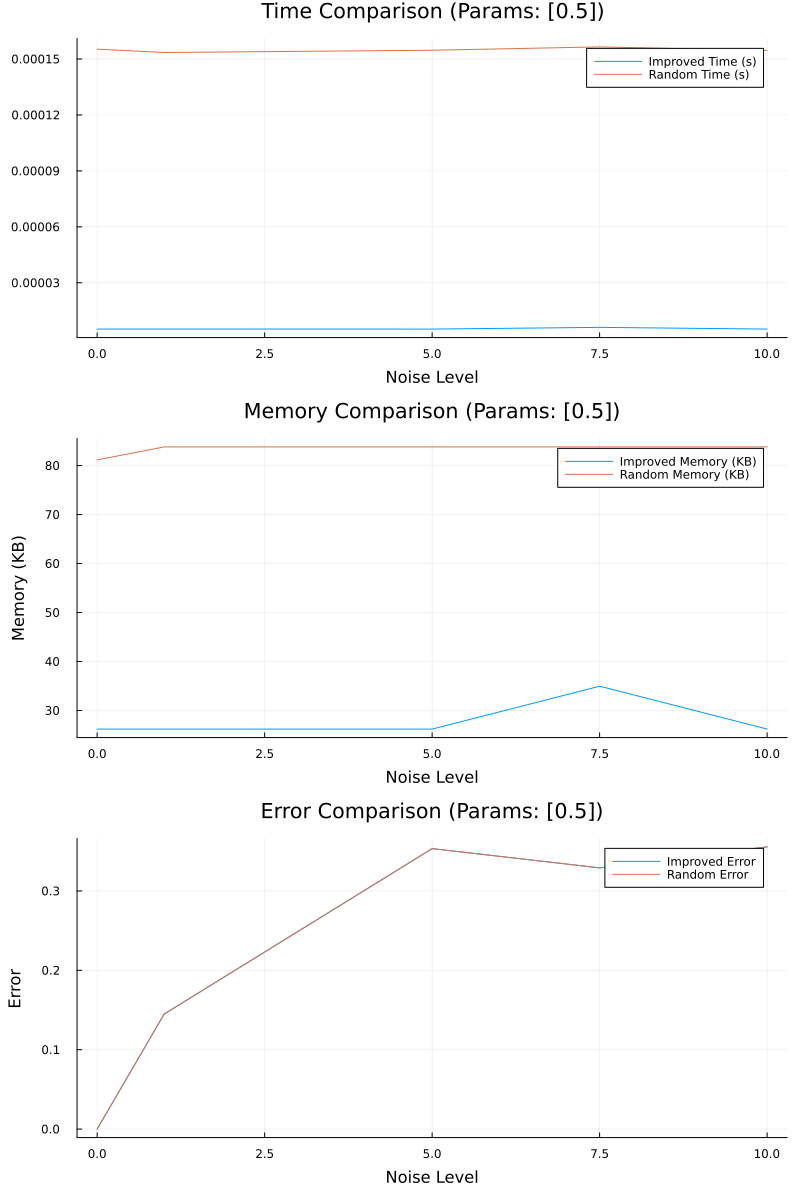 Time Comparison (Params: [0.5])
0.00015
0.00012
0.00009
0.00006
0.00003
Improved Time (s)
Random Time (s)
0.0 2.5 5.0 7.5 10.0
Noise Level
Memory Comparison (Params: [0.5])
Memory (KB)
80
70
60
50
40
30
Improved Memory (KB)
Random Memory (KB)
0.0 2.5 5.0 7.5 10.0
Noise Level
Error Comparison (Params: [0.5])
Error
0.3
0.2
0.1
0.0
Improved Error
Random Error
0.0 2.5 5.0 7.5 10.0
Noise Level